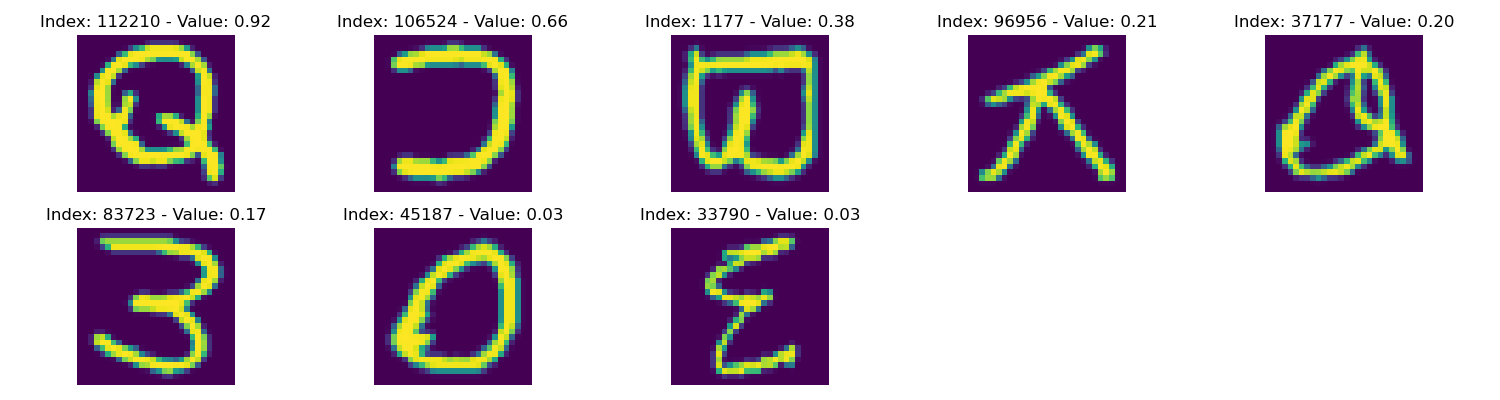 Index: 112210 - Value: 0.92 Index: 106524 - Value: 0.66 Index: 1177 - Value: 0.38 Index: 96956 - Value: 0.21 Index: 37177 - Value: 0.20
Index: 83723 - Value: 0.17 Index: 45187 - Value: 0.03 Index: 33790 - Value: 0.03